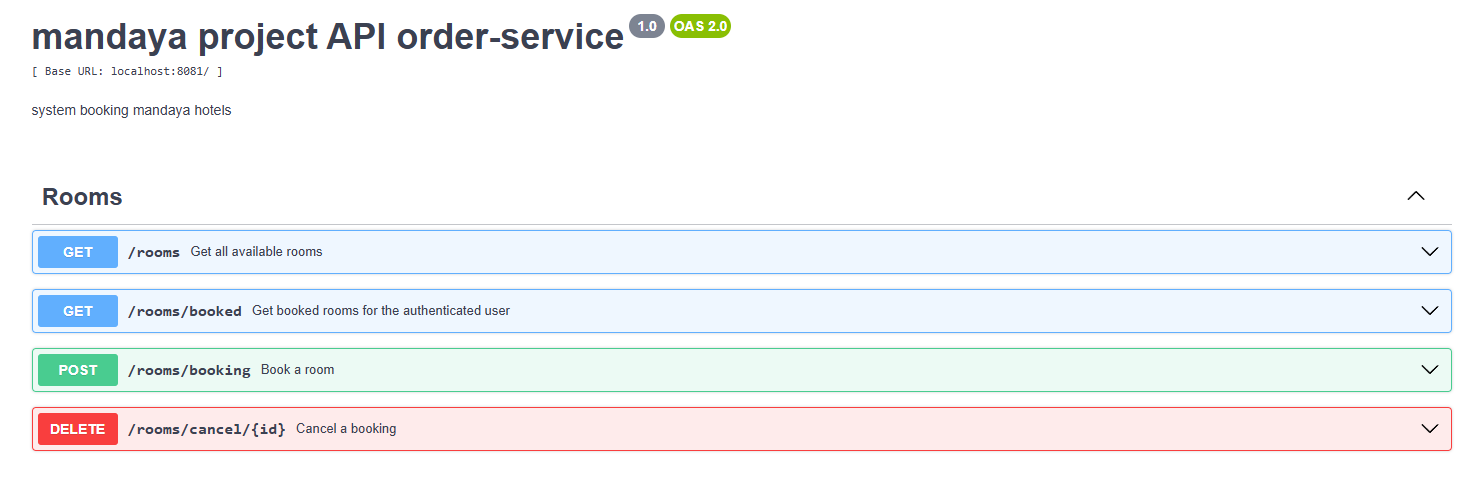 mandaya project API order-service 1.0 OAS 2.0
[ Base URL: localhost:8081/ ]
system booking mandaya hotels
Rooms
GET /rooms Get all available rooms
GET /rooms/booked Get booked rooms for the authenticated user
POST /rooms/booking Book a room
DELETE /rooms/cancel/{id} Cancel a booking